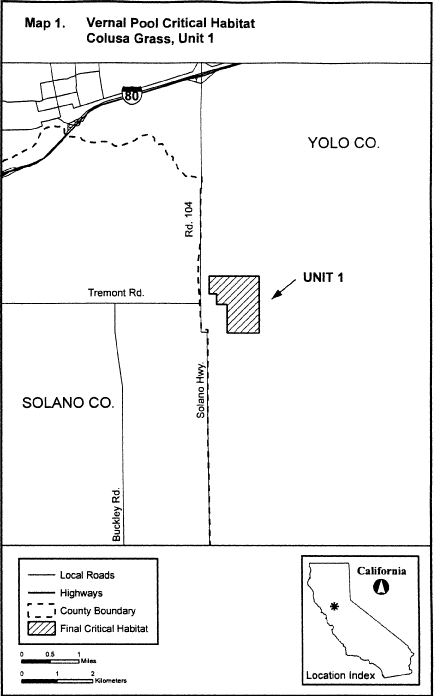 Map 1. Vernal Pool Critical Habitat
Colusa Grass, Unit 1
80
YOLO CO.
Rd. 104
UNIT 1
Tremont Rd.
SOLANO CO.
Solano Hwy.
Buckley Rd.
Local Roads
Highways
County Boundary
Final Critical Habitat
0 0.5 1
Miles
0 1 2
Kilometers
California
Location Index